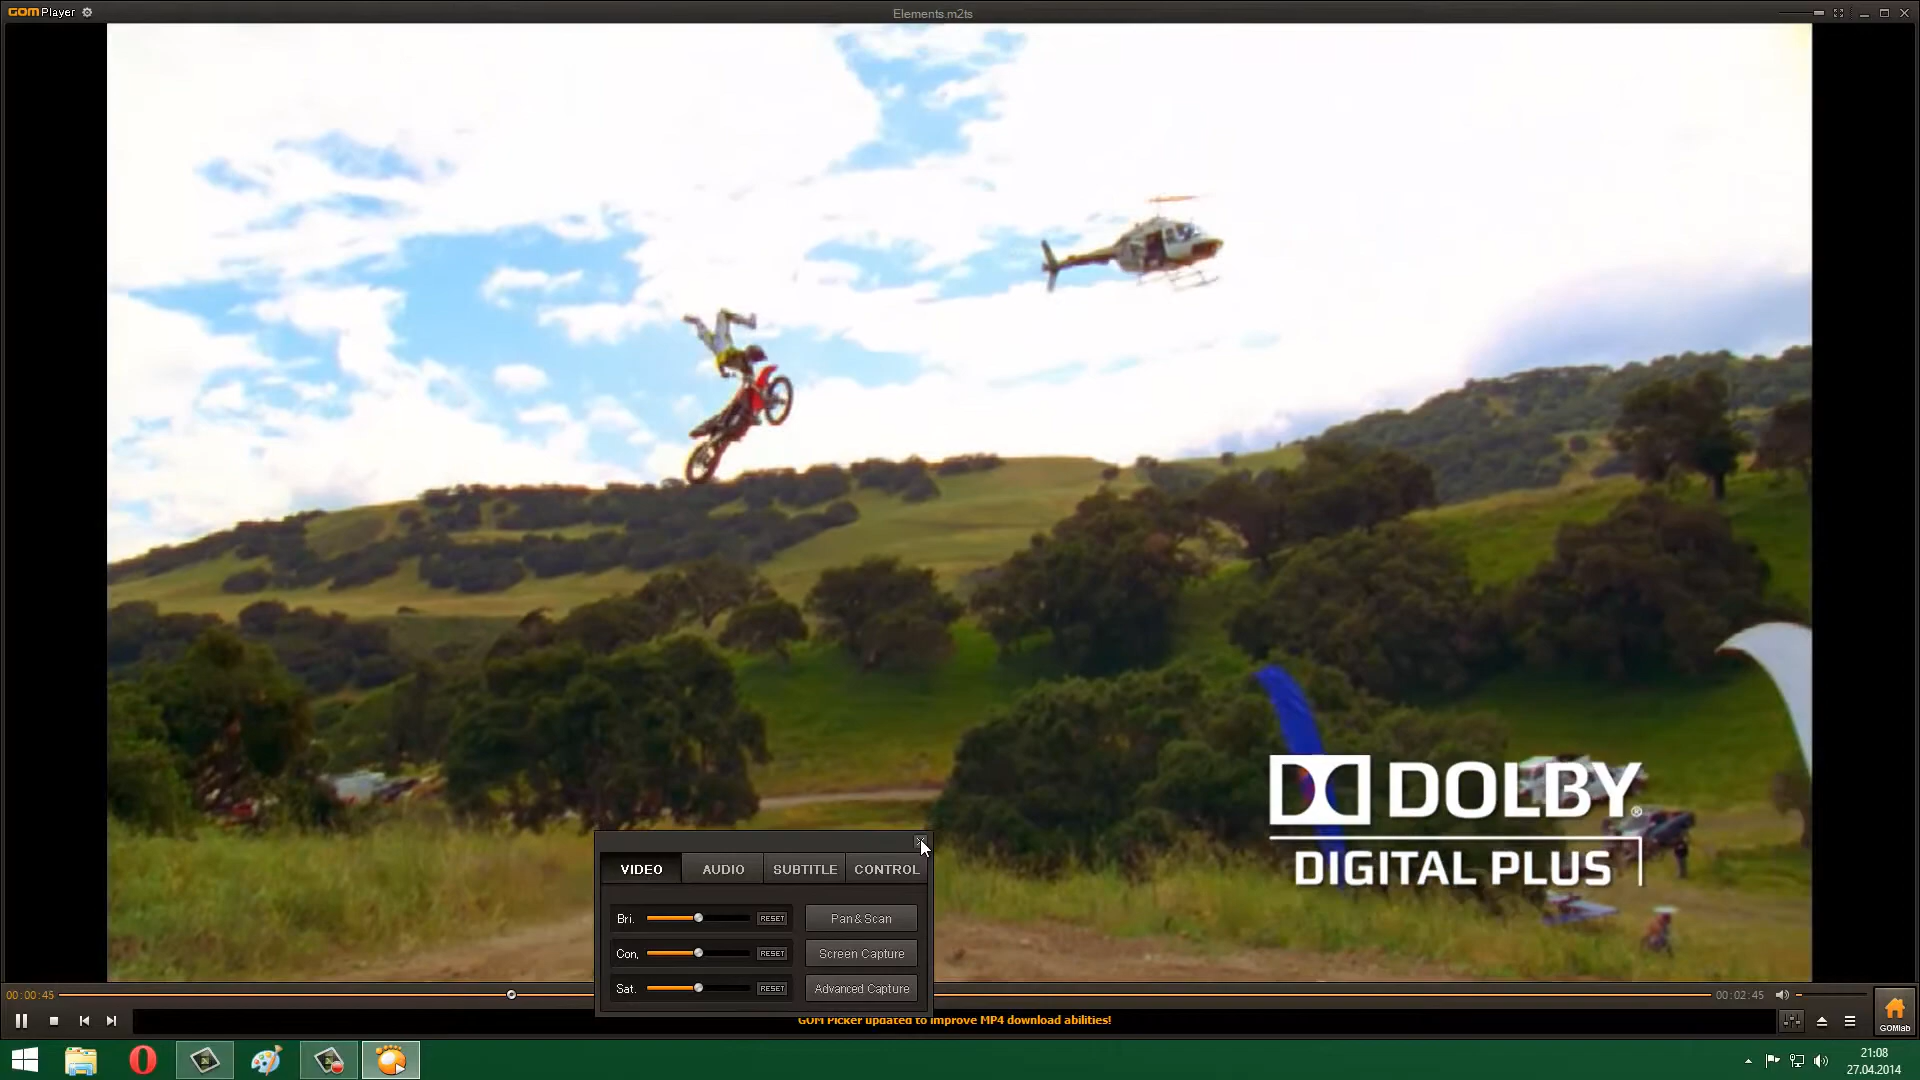 GOM Player
Elements.m2ts
DOLBY®
DIGITAL PLUS
VIDEO
AUDIO
SUBTITLE
CONTROL
Bri.
RESET
Pan&Scan
Con,
RESET
Screen Capture
Sat.
RESET
Advanced Capture
00:00:45
00:02:45
GOM Picker updated to improve MP4 download abilities!
GOMlab
21:08
27.04.2014